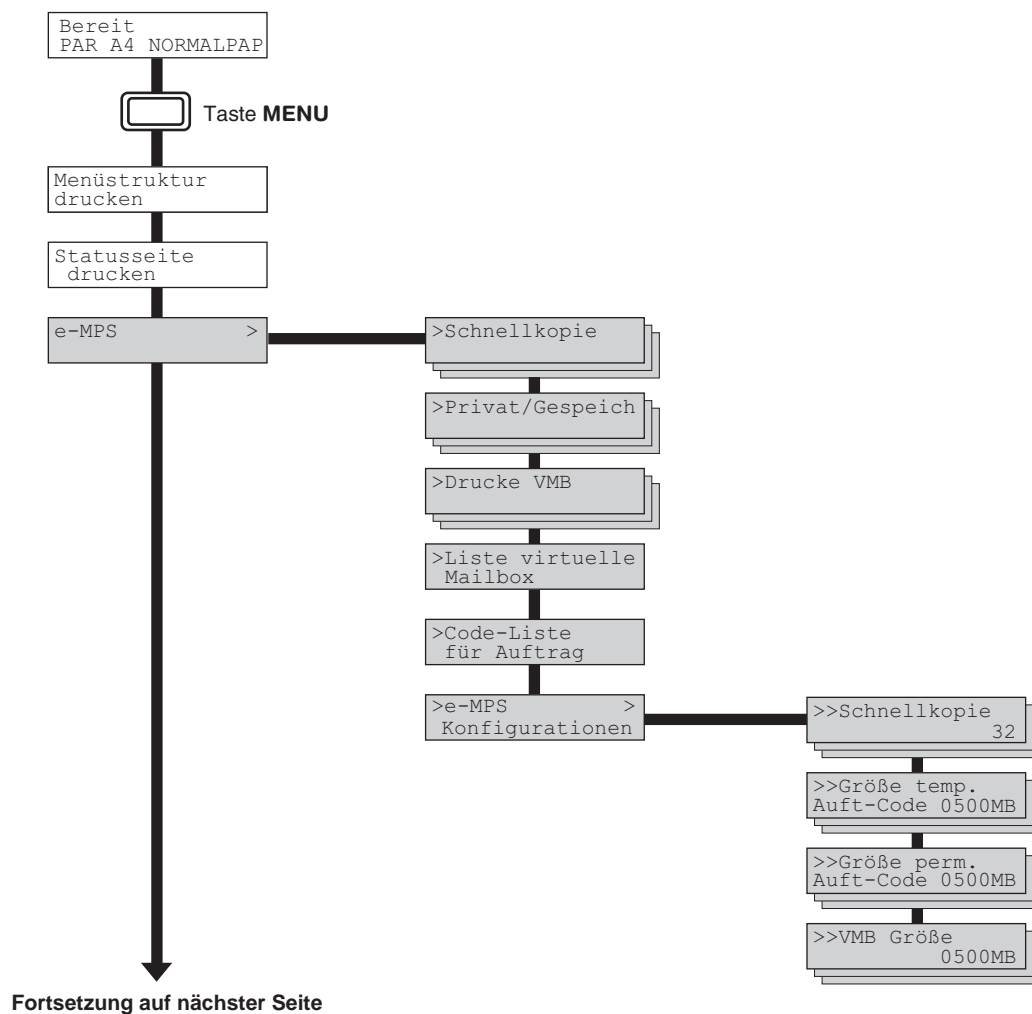 Bereit
PAR A4 NORMALPAP
Taste MENU
Menüstruktur
drucken
Statusseite
drucken
e-MPS >
>Schnellkopie
>Privat/Gespeich
>Drucke VMB
>Liste virtuelle
Mailbox
>Code-Liste
für Auftrag
>e-MPS >
Konfigurationen
>>Schnellkopie
32
>>Größe temp.
Auft-Code 0500MB
>>Größe perm.
Auft-Code 0500MB
>>VMB Größe
0500MB
Fortsetzung auf nächster Seite